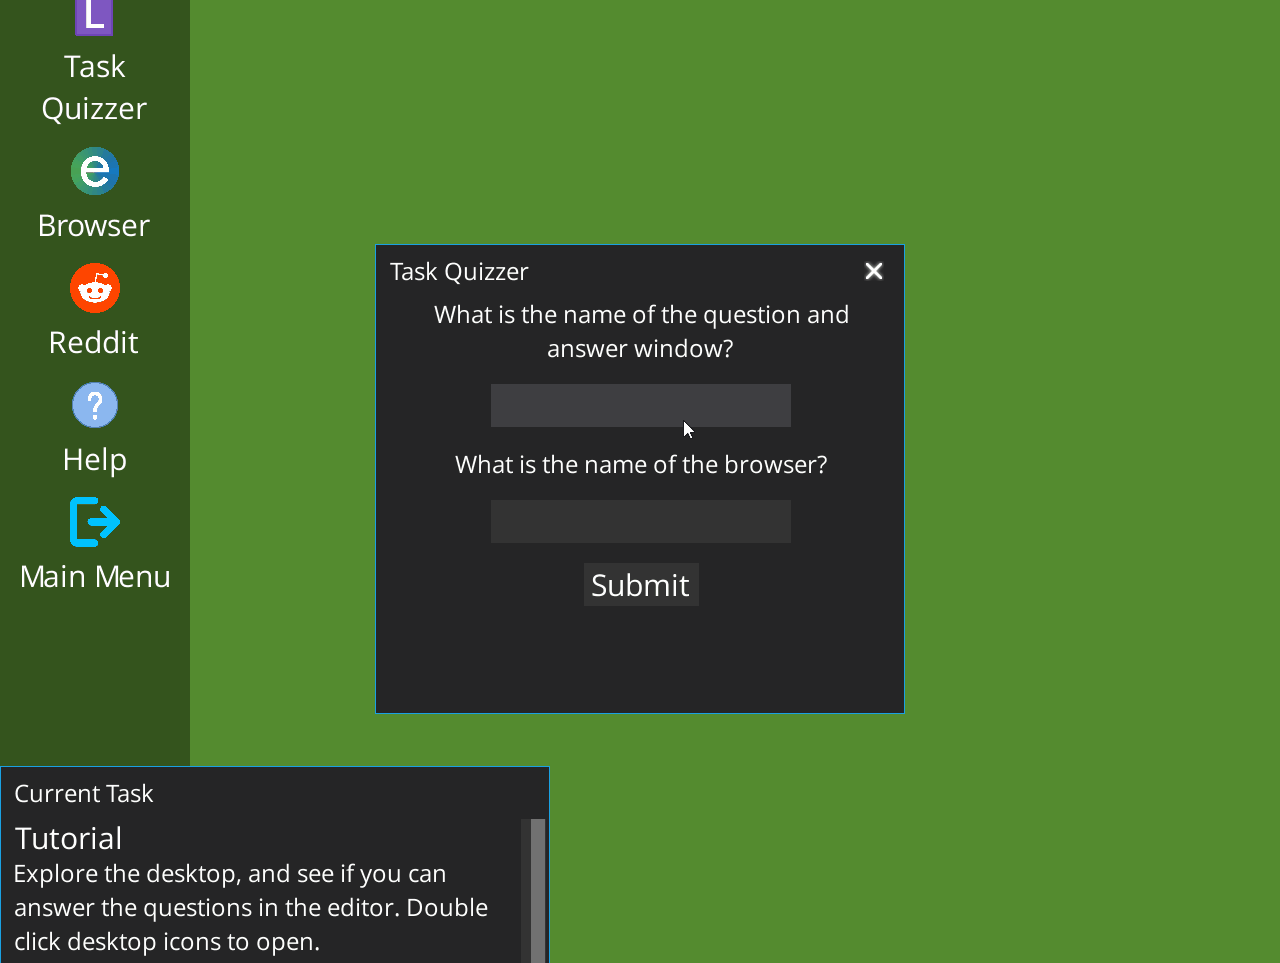 L
Task
Quizzer
Browser
Reddit
Help
Main Menu
Task Quizzer
What is the name of the question and
answer window?
What is the name of the browser?
Submit
Current Task
Tutorial
Explore the desktop, and see if you can
answer the questions in the editor. Double
click desktop icons to open.